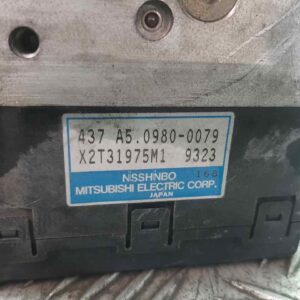 437 A5.0980-0079
X2T31975M1 9323
NISSHINBO 168
MITSUBISHI ELECTRIC CORP.
JAPAN